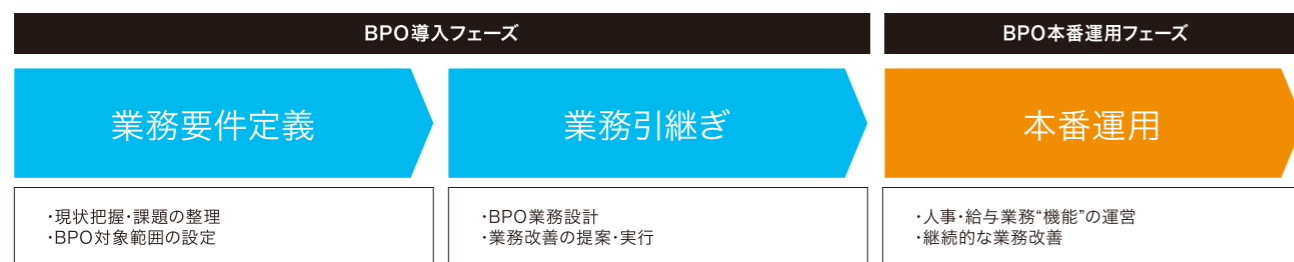 BPO導入フェーズ
BPO本番運用フェーズ
業務要件定義
業務引継ぎ
本番運用
・現状把握・課題の整理
・BPO対象範囲の設定
・BPO業務設計
・業務改善の提案・実行
・人事・給与業務“機能”の運営
・継続的な業務改善